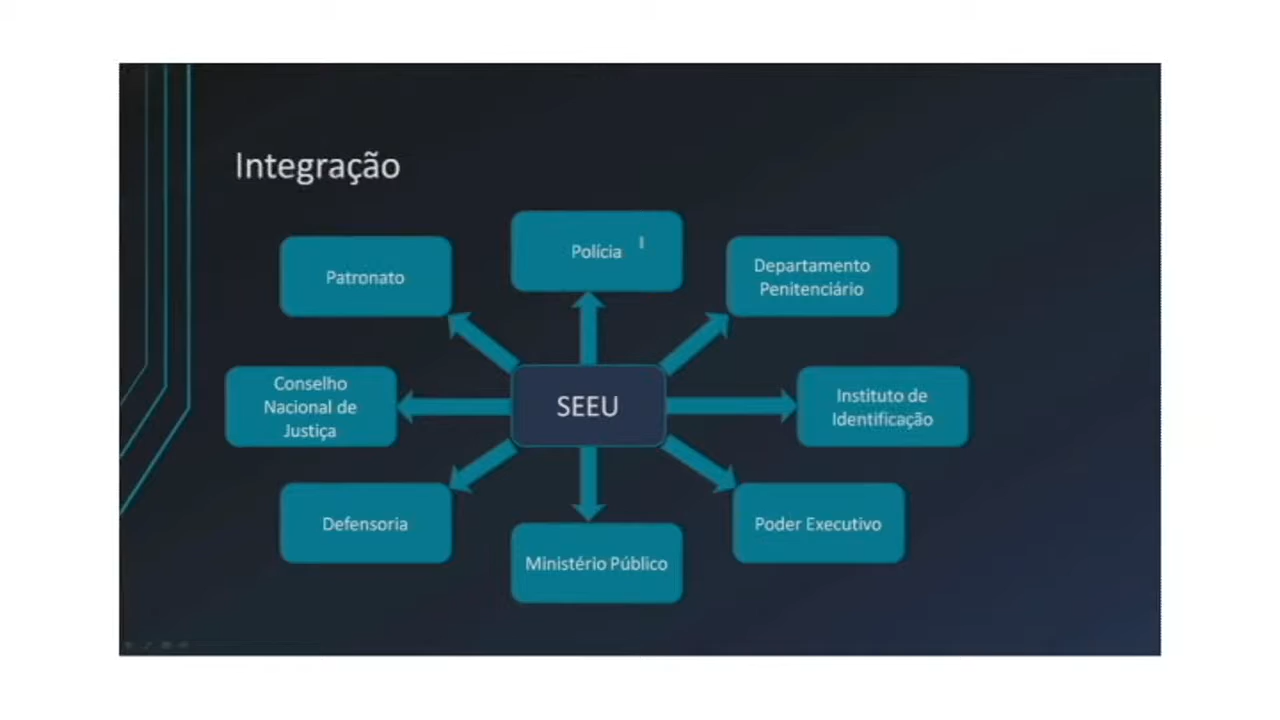 Integração
Polícia
Patronato
Departamento
Penitenciário
Conselho
Nacional de
Justiça
SEEU
Instituto de
Identificação
Defensoria
Ministério Público
Poder Executivo